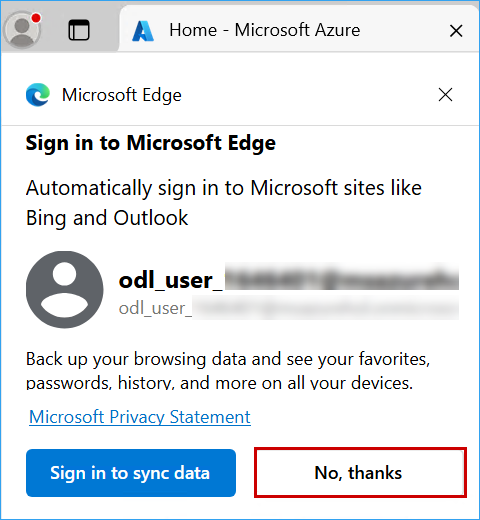 Home - Microsoft Azure
Microsoft Edge
Sign in to Microsoft Edge
Automatically sign in to Microsoft sites like
Bing and Outlook
odl_user_
odl_user_
Back up your browsing data and see your favorites,
passwords, history, and more on all your devices.
Microsoft Privacy Statement
Sign in to sync data
No, thanks